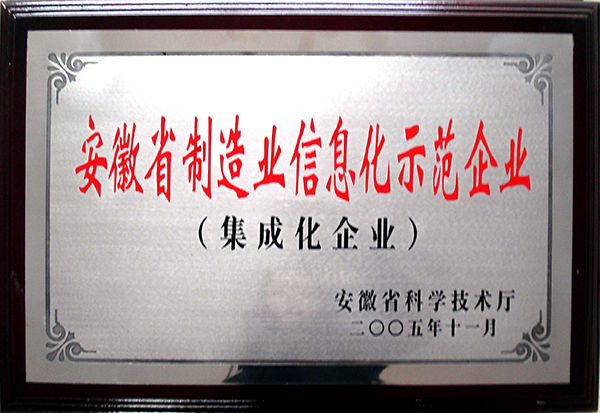 安徽省制造业信息化示范企业
（集成化企业）
安徽省科学技术厅
二〇〇五年十一月